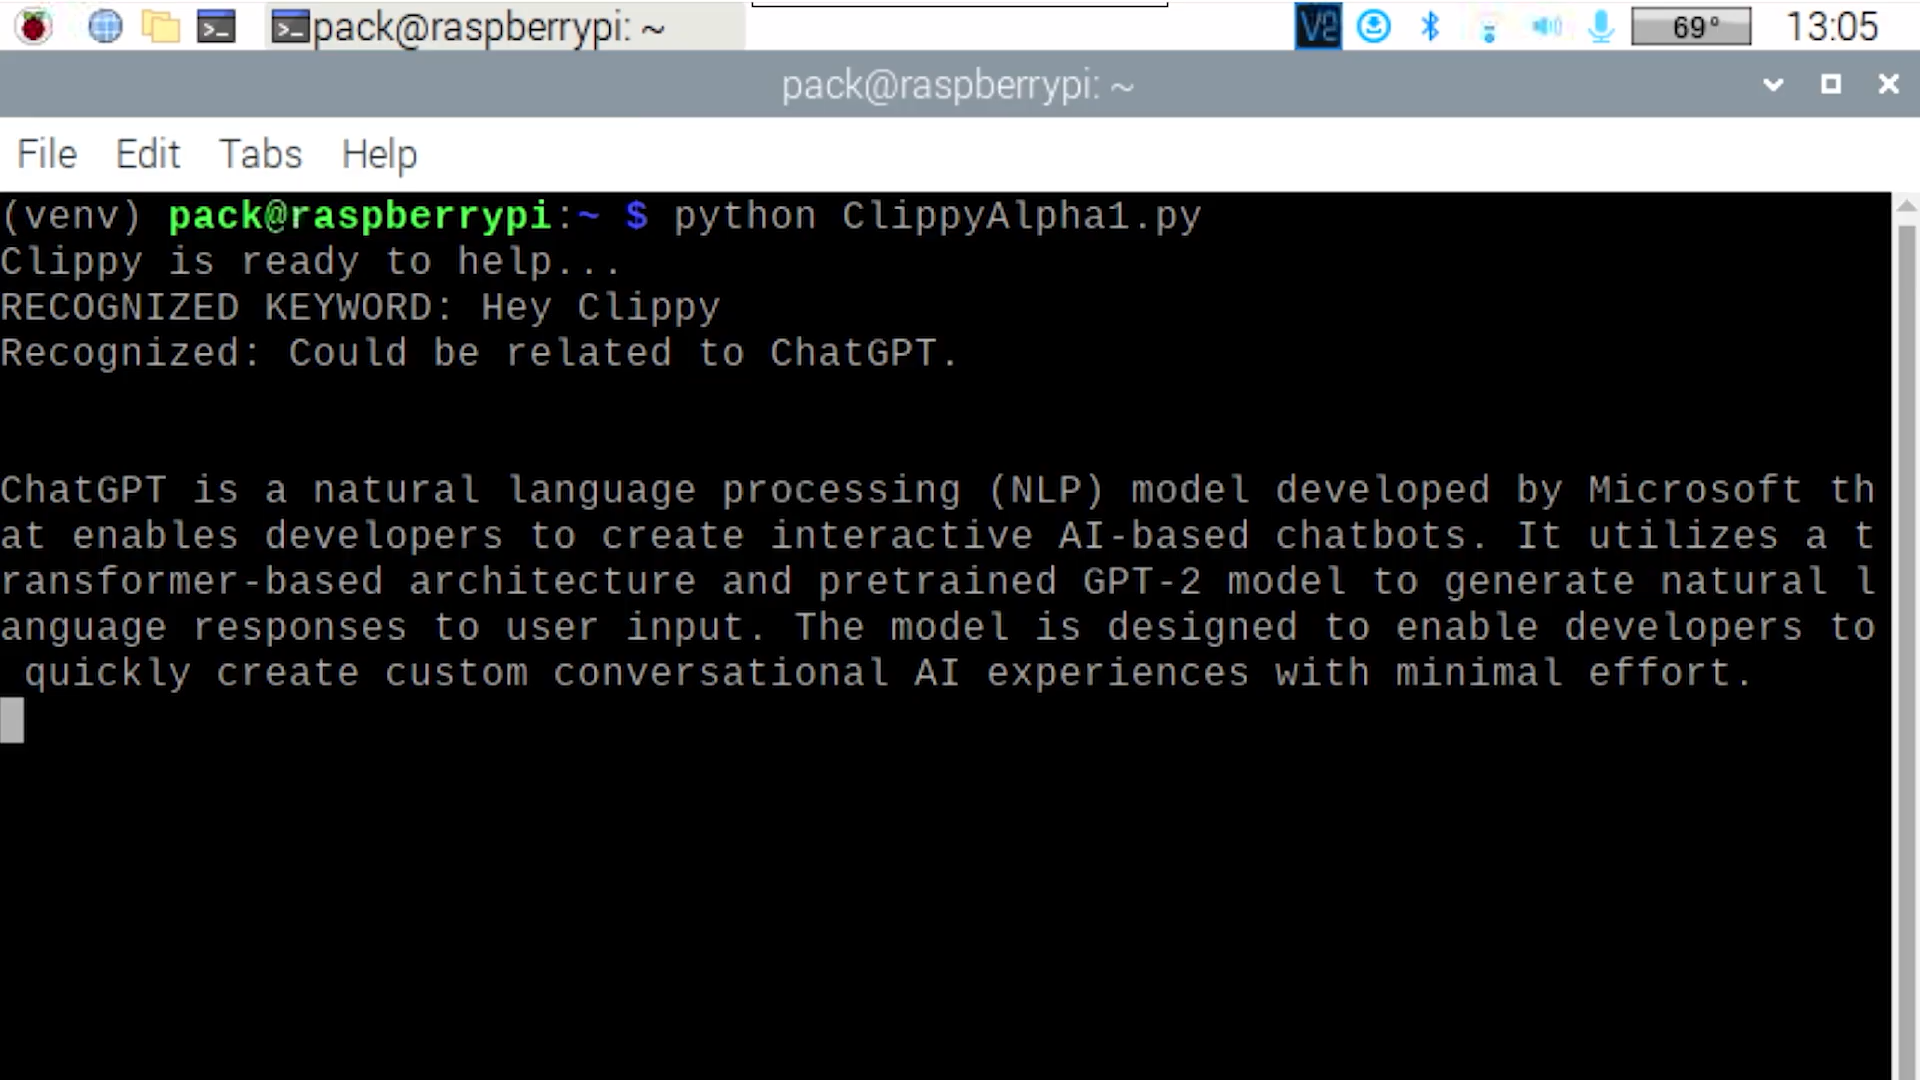 pack@raspberrypi: ~ V2 69° 13:05
pack@raspberrypi: ~
File Edit Tabs Help
(venv) pack@raspberrypi:~ $ python ClippyAlpha1.py
Clippy is ready to help...
RECOGNIZED KEYWORD: Hey Clippy
Recognized: Could be related to ChatGPT.
ChatGPT is a natural language processing (NLP) model developed by Microsoft th
at enables developers to create interactive AI-based chatbots. It utilizes a t
ransformer-based architecture and pretrained GPT-2 model to generate natural l
anguage responses to user input. The model is designed to enable developers to
quickly create custom conversational AI experiences with minimal effort.